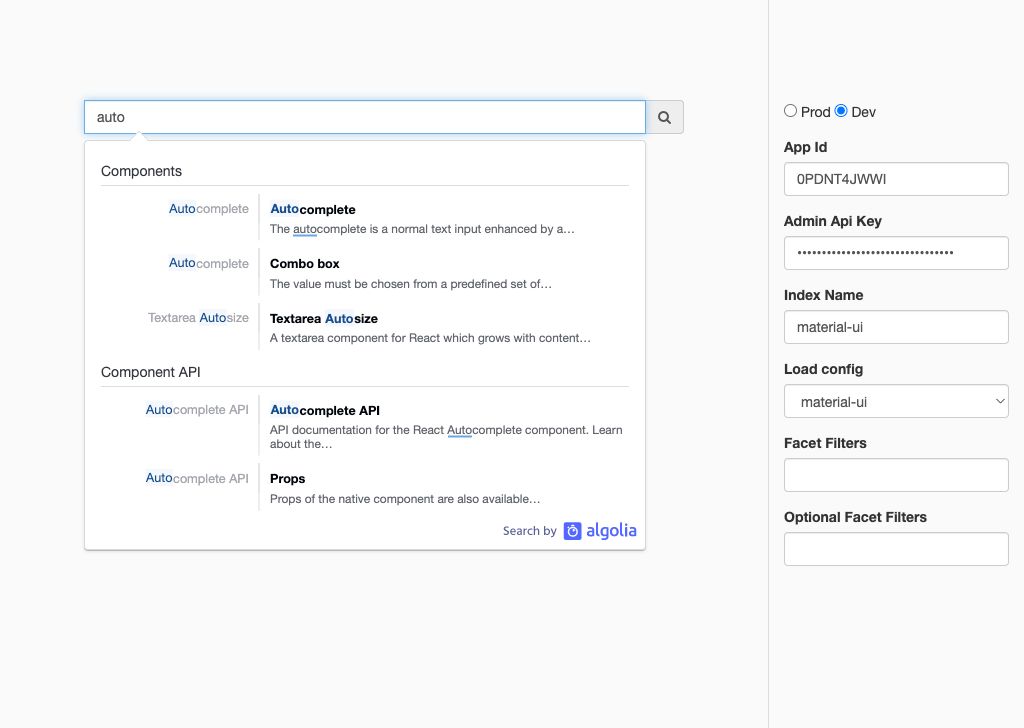 auto
Components
Autocomplete
Autocomplete
The autocomplete is a normal text input enhanced by a…
Autocomplete
Combo box
The value must be chosen from a predefined set of…
Textarea Autosize
Textarea Autosize
A textarea component for React which grows with content…
Component API
Autocomplete API
Autocomplete API
API documentation for the React Autocomplete component. Learn
about the…
Autocomplete API
Props
Props of the native component are also available…
Search by algolia
Prod Dev
App Id
0PDNT4JWWI
Admin Api Key
••••••••••••••••••••••••••••••••
Index Name
material-ui
Load config
material-ui
Facet Filters
Optional Facet Filters